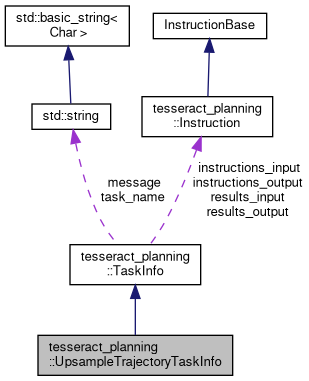 std::basic_string<
Char >
InstructionBase
std::string
tesseract_planning
::Instruction
message
task_name
instructions_input
instructions_output
results_input
results_output
tesseract_planning
::TaskInfo
tesseract_planning
::UpsampleTrajectoryTaskInfo